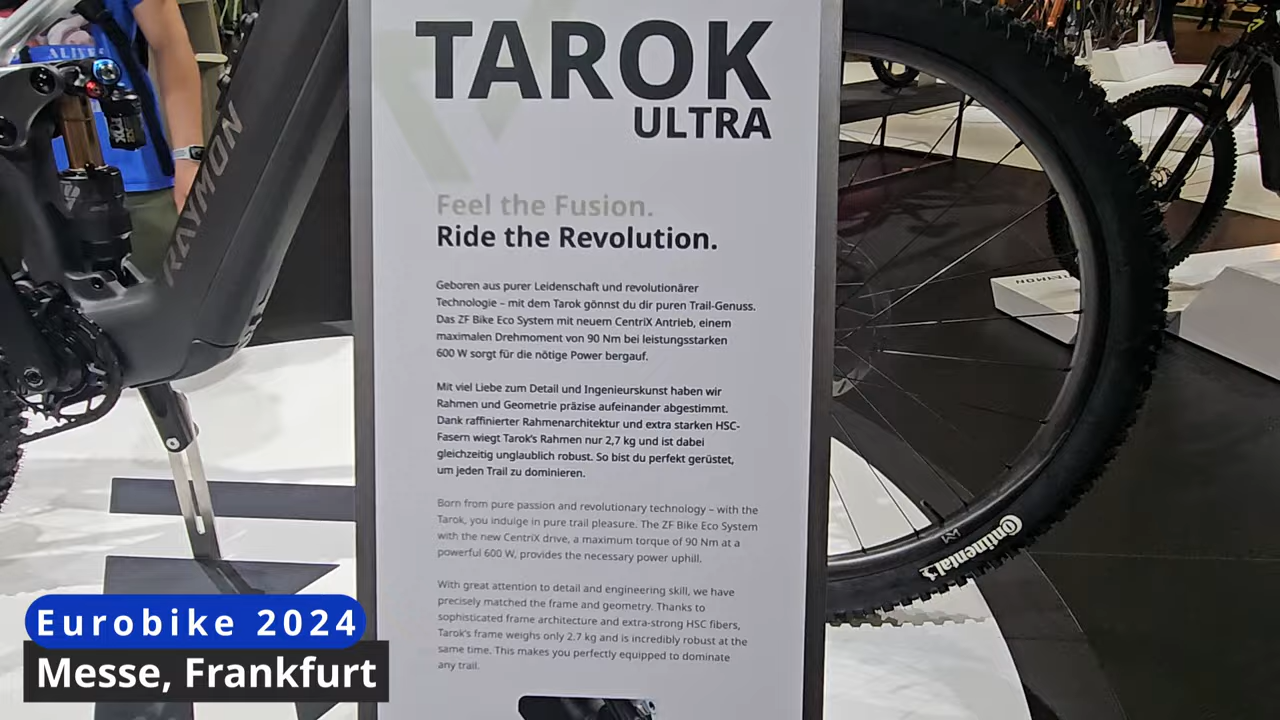 TAROK
ULTRA
Feel the Fusion.
Ride the Revolution.
Geboren aus purer Leidenschaft und revolutionärer
Technologie – mit dem Tarok gönnst du dir puren Trail-Genuss.
Das ZF Bike Eco System mit neuem CentriX Antrieb, einem
maximalen Drehmoment von 90 Nm bei leistungsstarken
600 W sorgt für die nötige Power bergauf.
Mit viel Liebe zum Detail und Ingenieurskunst haben wir
Rahmen und Geometrie präzise aufeinander abgestimmt.
Dank raffinierter Rahmenarchitektur und extra starken HSC-
Fasern wiegt Tarok's Rahmen nur 2,7 kg und ist dabei
gleichzeitig unglaublich robust. So bist du perfekt gerüstet,
um jeden Trail zu dominieren.
Born from pure passion and revolutionary technology – with the
Tarok, you indulge in pure trail pleasure. The ZF Bike Eco System
with the new CentriX drive, a maximum torque of 90 Nm at a
powerful 600 W, provides the necessary power uphill.
With great attention to detail and engineering skill, we have
precisely matched the frame and geometry. Thanks to
sophisticated frame architecture and extra-strong HSC fibers,
Tarok's frame weighs only 2.7 kg and is incredibly robust at the
same time. This makes you perfectly equipped to dominate
any trail.
RAYMON
FOX
Continental
Eurobike 2024
Messe, Frankfurt